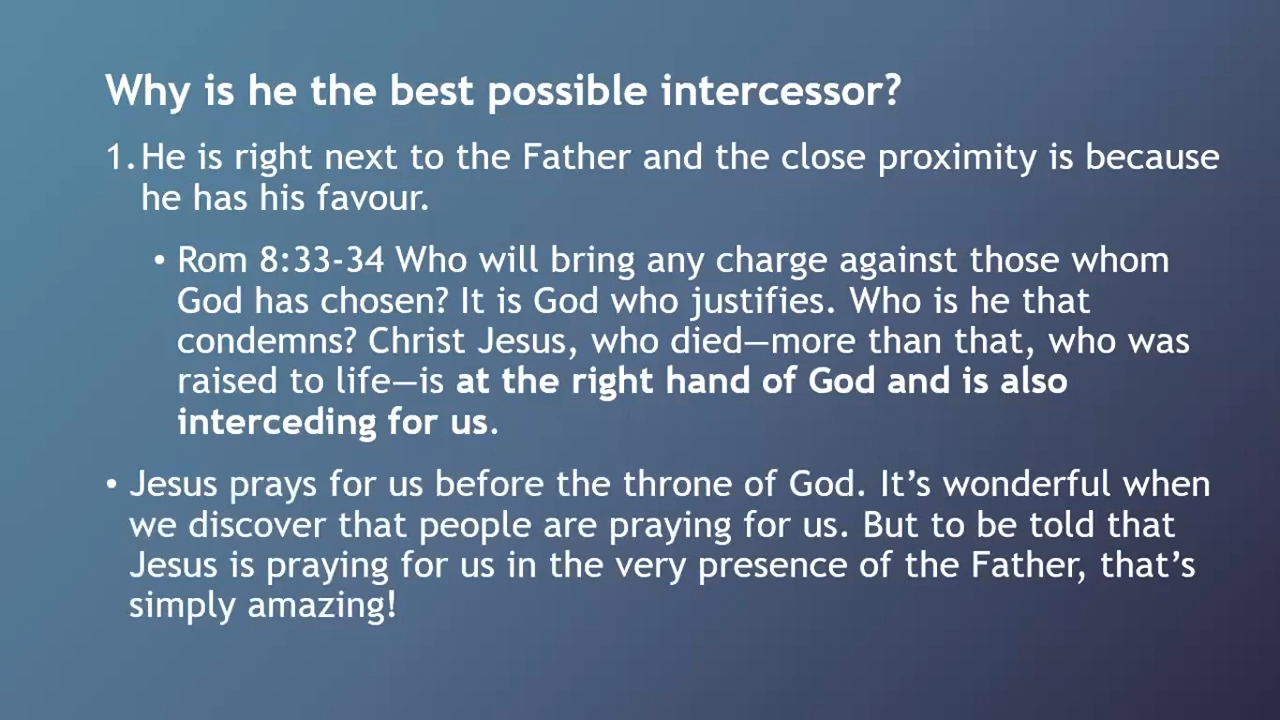 Why is he the best possible intercessor?
1. He is right next to the Father and the close proximity is because
he has his favour.
• Rom 8:33-34 Who will bring any charge against those whom
God has chosen? It is God who justifies. Who is he that
condemns? Christ Jesus, who died—more than that, who was
raised to life—is at the right hand of God and is also
interceding for us.
• Jesus prays for us before the throne of God. It’s wonderful when
we discover that people are praying for us. But to be told that
Jesus is praying for us in the very presence of the Father, that’s
simply amazing!